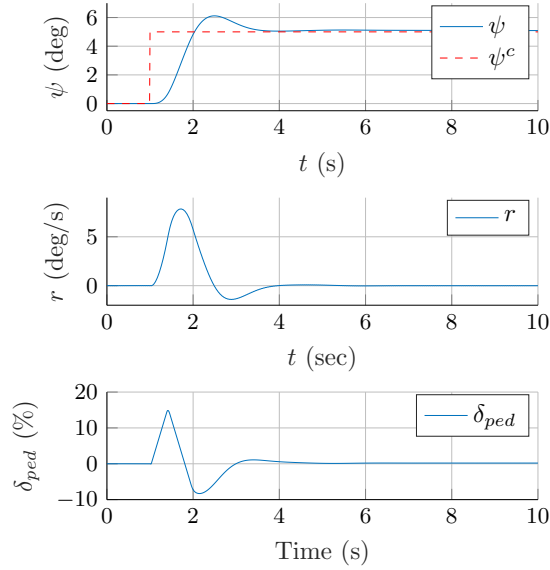 6
4
2
0
ψ (deg)
ψ
ψ^c
0 2 4 6 8 10
t (s)
5
0
r (deg/s)
r
0 2 4 6 8 10
t (sec)
20
10
0
−10
δ_ped (%)
δ_ped
0 2 4 6 8 10
Time (s)